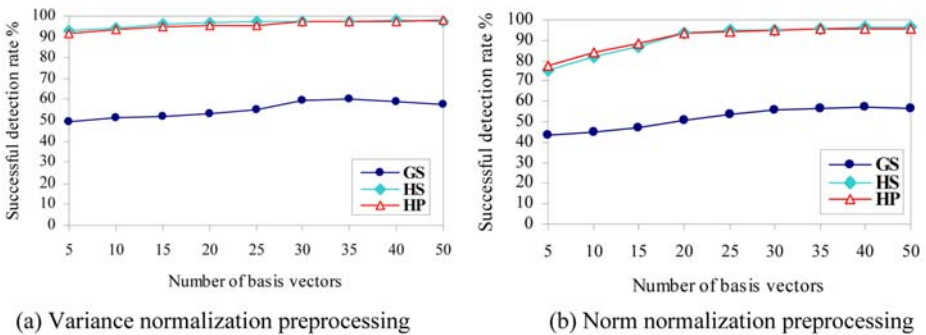 Successful detection rate %
100
90
80
70
60
50
40
30
20
10
0
GS
HS
HP
5 10 15 20 25 30 35 40 50
Number of basis vectors
(a) Variance normalization preprocessing
Successful detection rate %
100
90
80
70
60
50
40
30
20
10
0
GS
HS
HP
5 10 15 20 25 30 35 40 50
Number of basis vectors
(b) Norm normalization preprocessing